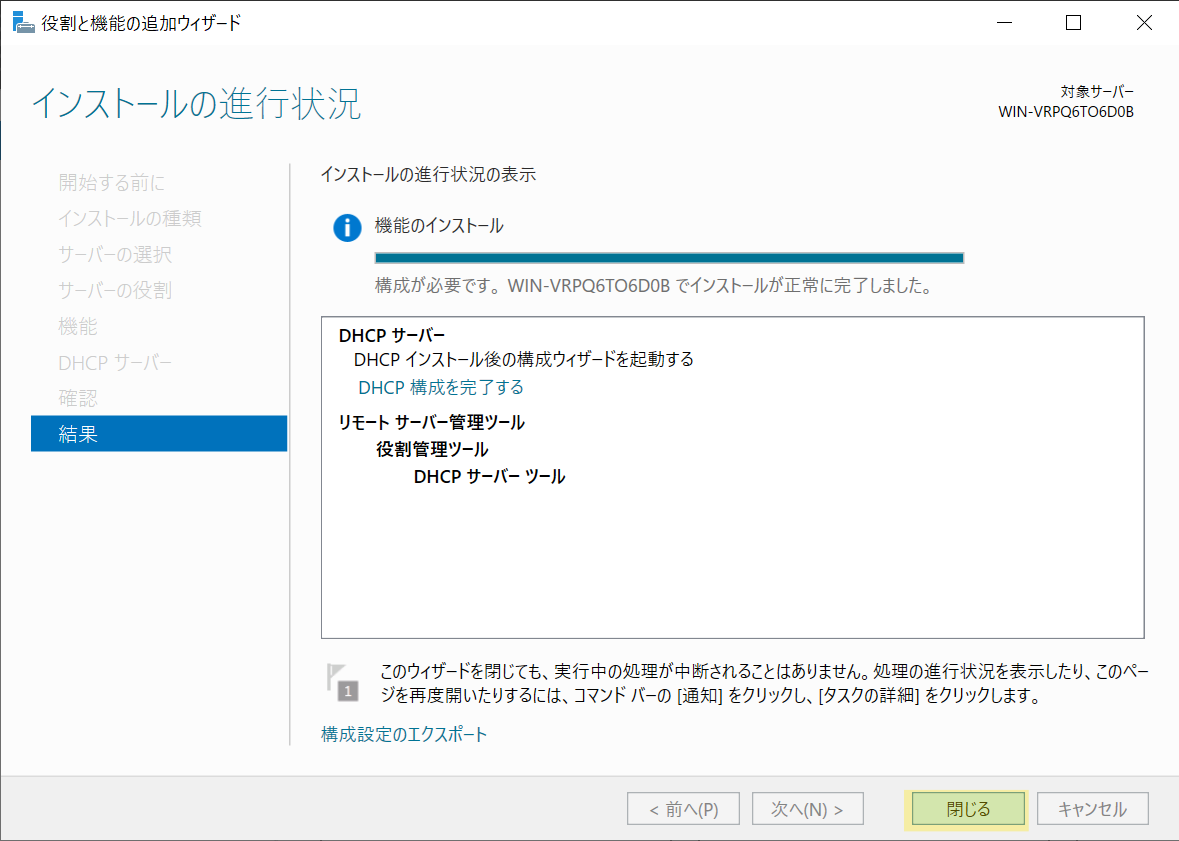 役割と機能の追加ウィザード
インストールの進行状況
対象サーバー
WIN-VRPQ6TO6D0B
開始する前に
インストールの種類
サーバーの選択
サーバーの役割
機能
DHCP サーバー
確認
結果
インストールの進行状況の表示
機能のインストール
構成が必要です。WIN-VRPQ6TO6D0B でインストールが正常に完了しました。
DHCP サーバー
DHCP インストール後の構成ウィザードを起動する
DHCP 構成を完了する
リモート サーバー管理ツール
役割管理ツール
DHCP サーバー ツール
1
このウィザードを閉じても、実行中の処理が中断されることはありません。処理の進行状況を表示したり、このペー
ジを再度開いたりするには、コマンド バーの [通知] をクリックし、[タスクの詳細] をクリックします。
構成設定のエクスポート
< 前へ(P)
次へ(N) >
閉じる
キャンセル